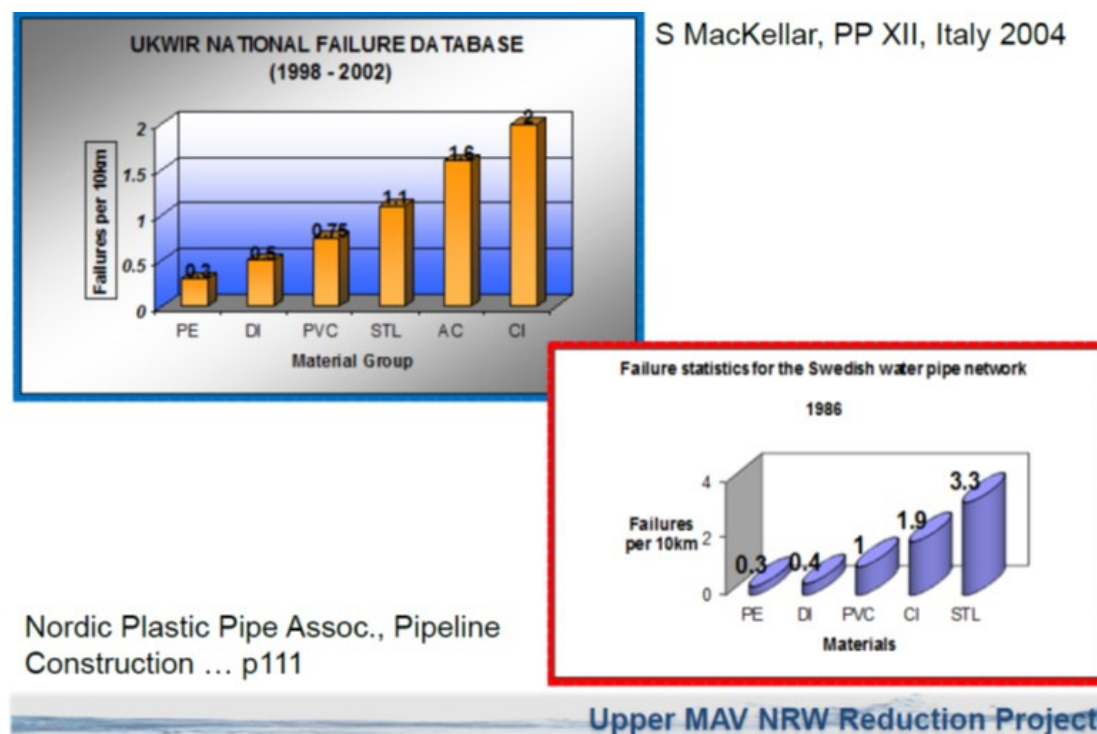 UKWIR NATIONAL FAILURE DATABASE
(1998 - 2002)
Failures per 10km
2
1.5
1
0.5
0
0.3
0.5
0.75
1.1
1.6
2
PE DI PVC STL AC CI
Material Group
S MacKellar, PP XII, Italy 2004
Failure statistics for the Swedish water pipe network
1986
Failures
per 10km
4
2
0
0.3
0.4
1
1.9
3.3
PE DI PVC CI STL
Materials
Nordic Plastic Pipe Assoc., Pipeline
Construction ... p111
Upper MAV NRW Reduction Project